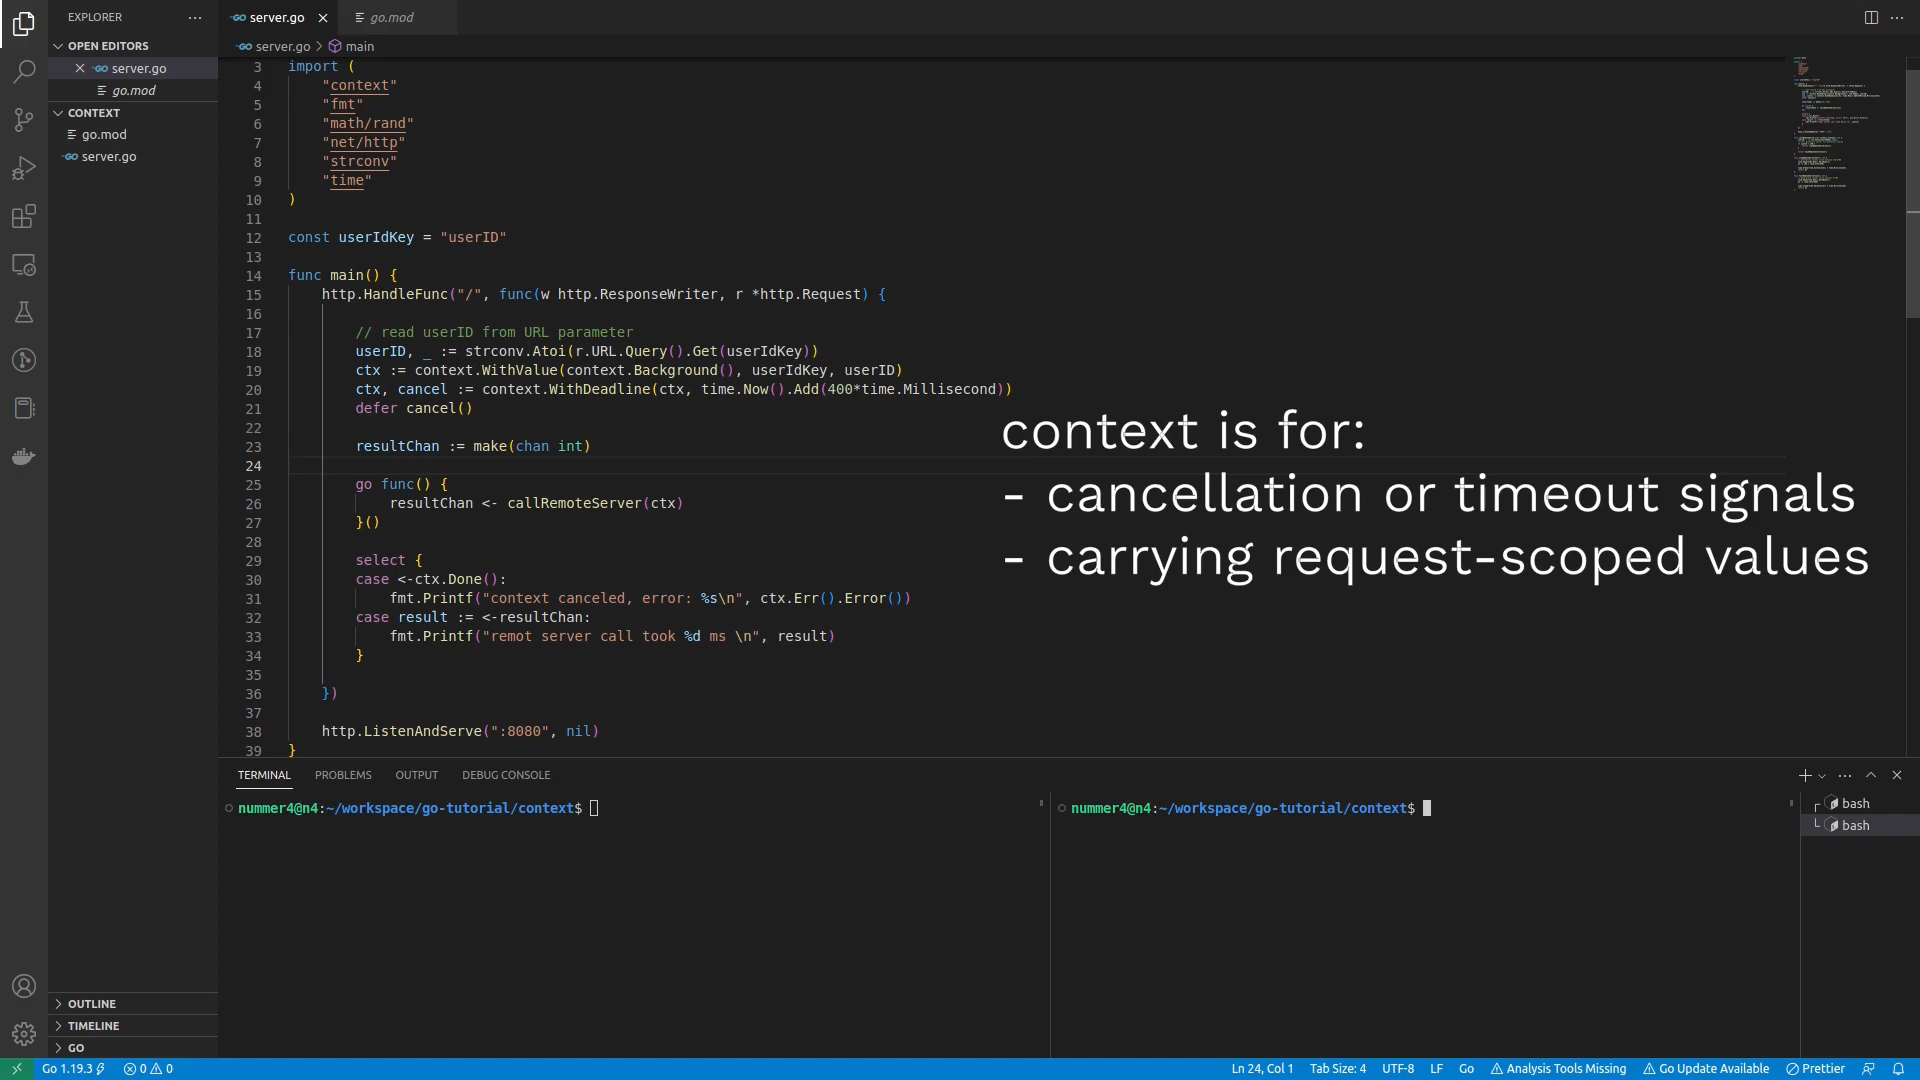 EXPLORER
OPEN EDITORS
server.go
go.mod
CONTEXT
go.mod
server.go
OUTLINE
TIMELINE
GO
server.go
go.mod
server.go > main
3 import (
4 "context"
5 "fmt"
6 "math/rand"
7 "net/http"
8 "strconv"
9 "time"
10 )
11
12 const userIdKey = "userID"
13
14 func main() {
15 http.HandleFunc("/", func(w http.ResponseWriter, r *http.Request) {
16
17 // read userID from URL parameter
18 userID, _ := strconv.Atoi(r.URL.Query().Get(userIdKey))
19 ctx := context.WithValue(context.Background(), userIdKey, userID)
20 ctx, cancel := context.WithDeadline(ctx, time.Now().Add(400*time.Millisecond))
21 defer cancel()
22
23 resultChan := make(chan int)
24
25 go func() {
26 resultChan <- callRemoteServer(ctx)
27 }()
28
29 select {
30 case <-ctx.Done():
31 fmt.Printf("context canceled, error: %s\n", ctx.Err().Error())
32 case result := <-resultChan:
33 fmt.Printf("remot server call took %d ms \n", result)
34 }
35
36 })
37
38 http.ListenAndServe(":8080", nil)
39 }
context is for:
- cancellation or timeout signals
- carrying request-scoped values
TERMINAL PROBLEMS OUTPUT DEBUG CONSOLE
nummer4@n4:~/workspace/go-tutorial/context$
nummer4@n4:~/workspace/go-tutorial/context$
bash
bash
Go 1.19.3 0 0 Ln 24, Col 1 Tab Size: 4 UTF-8 LF Go Analysis Tools Missing Go Update Available Prettier